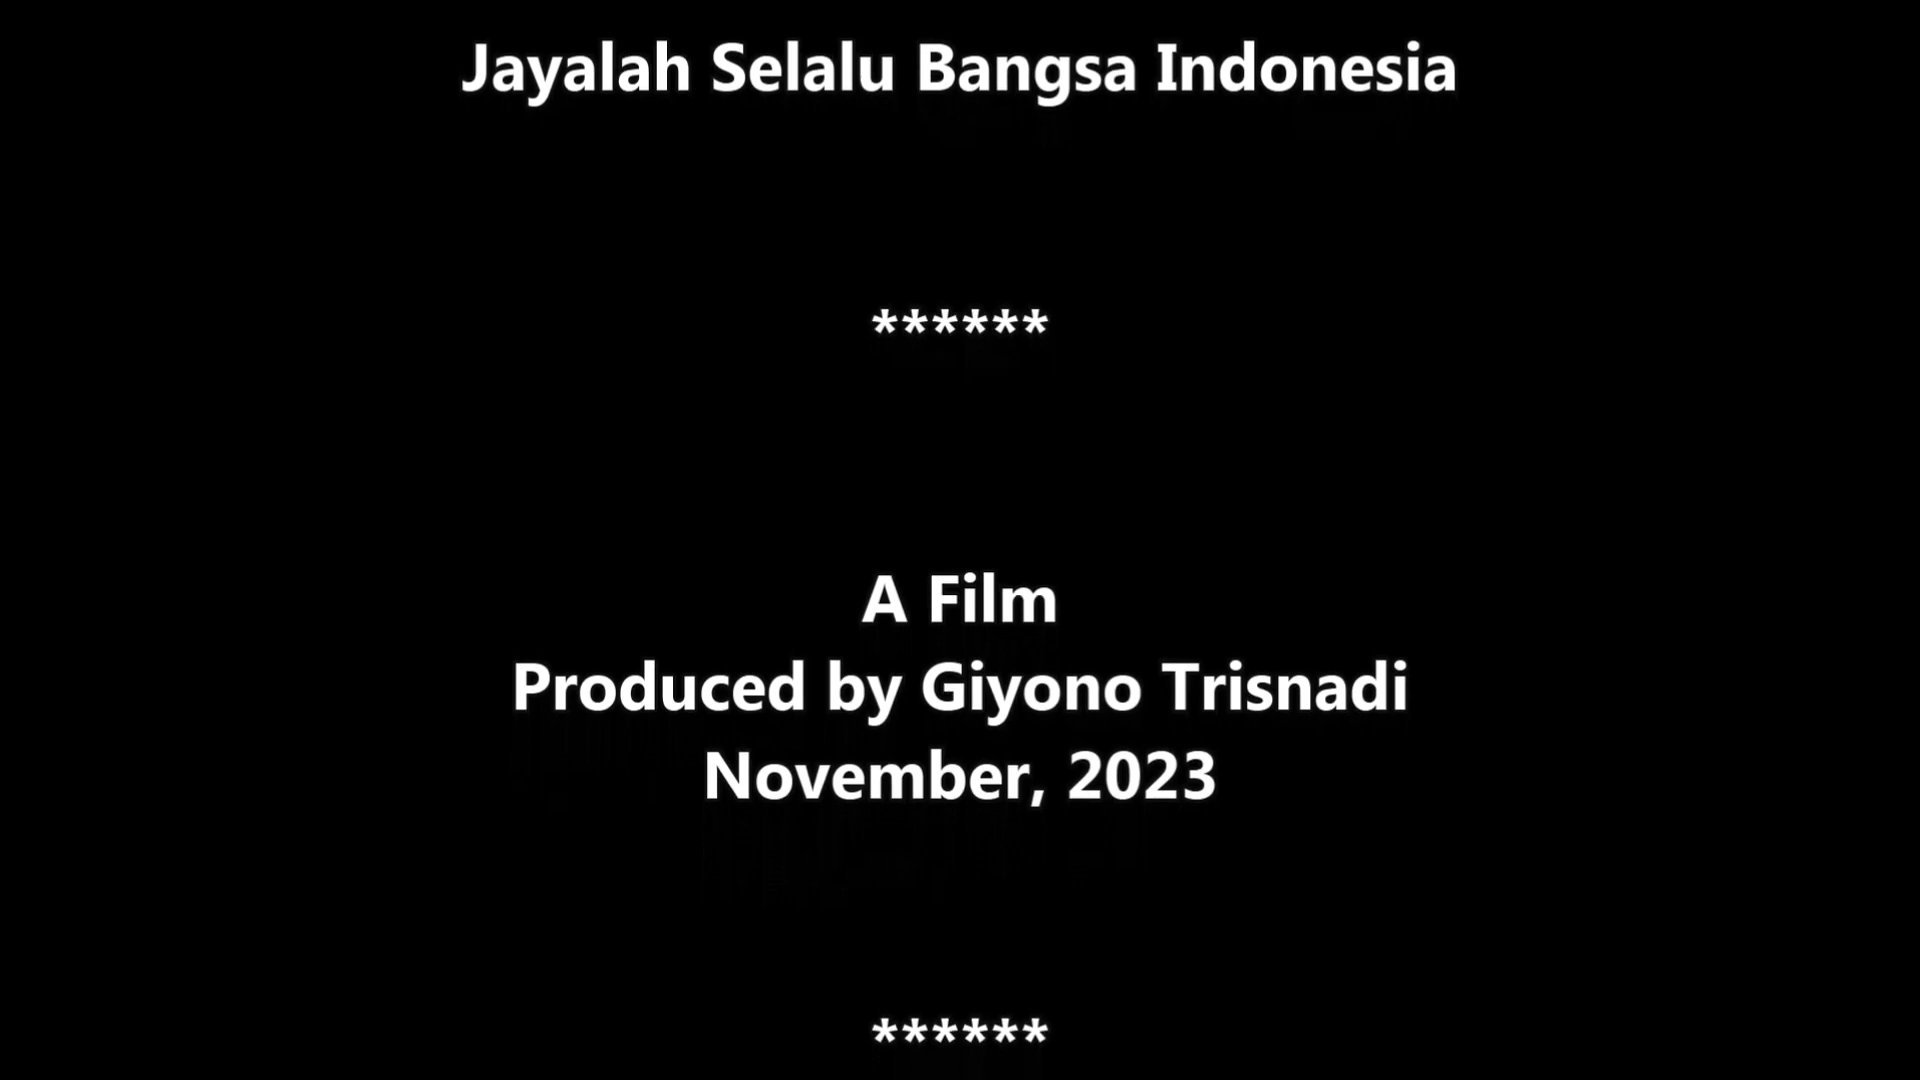 Jayalah Selalu Bangsa Indonesia
******
A Film
Produced by Giyono Trisnadi
November, 2023
******